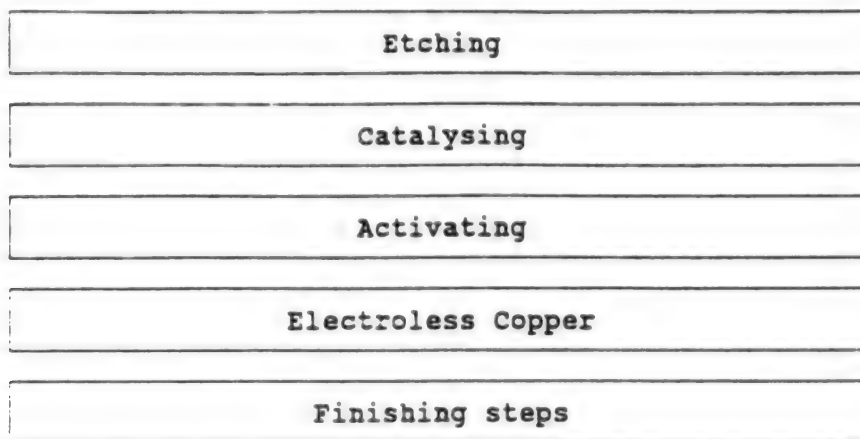 Etching
Catalysing
Activating
Electroless Copper
Finishing steps